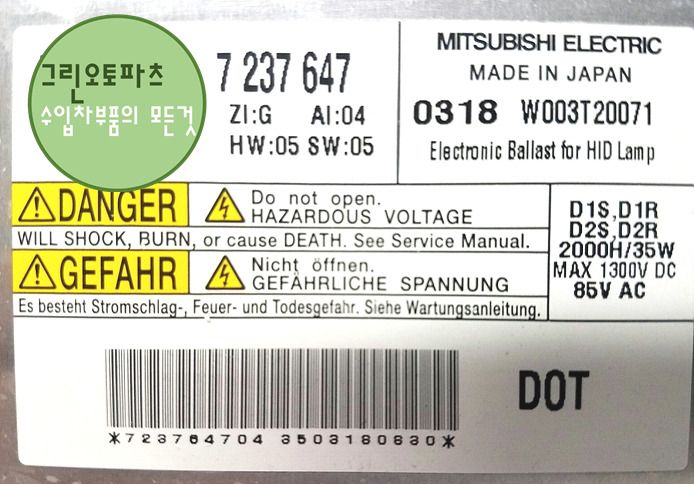 그린오토파츠
수입차부품의 모든것
7 237 647
ZI:G AI:04
HW:05 SW:05
MITSUBISHI ELECTRIC
MADE IN JAPAN
0318 W003T20071
Electronic Ballast for HID Lamp
DANGER
Do not open.
HAZARDOUS VOLTAGE
WILL SHOCK, BURN, or cause DEATH. See Service Manual.
GEFAHR
Nicht öffnen.
GEFÄHRLICHE SPANNUNG
Es besteht Stromschlag-, Feuer- und Todesgefahr. Siehe Wartungsanleitung.
D1S,D1R
D2S,D2R
2000H/35W
MAX 1300V DC
85V AC
DOT
*723764704 3503180830*